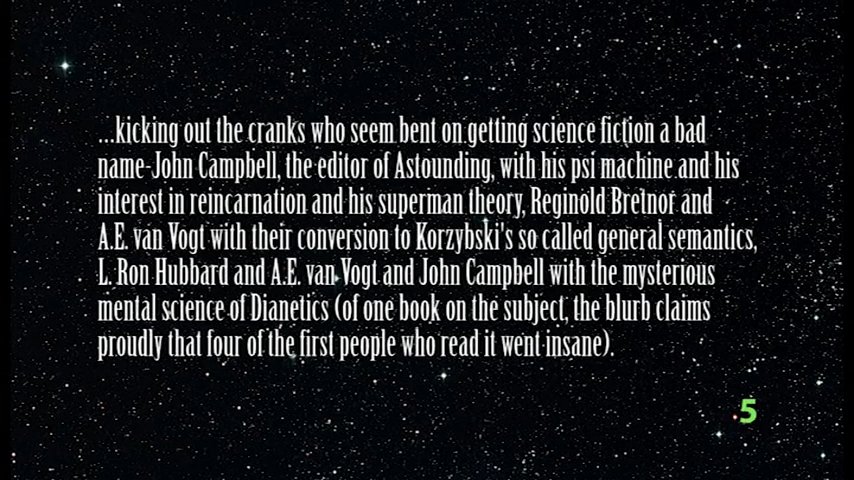 ...kicking out the cranks who seem bent on getting science fiction a bad
name-John Campbell, the editor of Astounding, with his psi machine and his
interest in reincarnation and his superman theory, Reginold Bretnor and
A.E. van Vogt with their conversion to Korzybski's so called general semantics,
L. Ron Hubbard and A.E. van Vogt and John Campbell with the mysterious
mental science of Dianetics (of one book on the subject, the blurb claims
proudly that four of the first people who read it went insane).
5